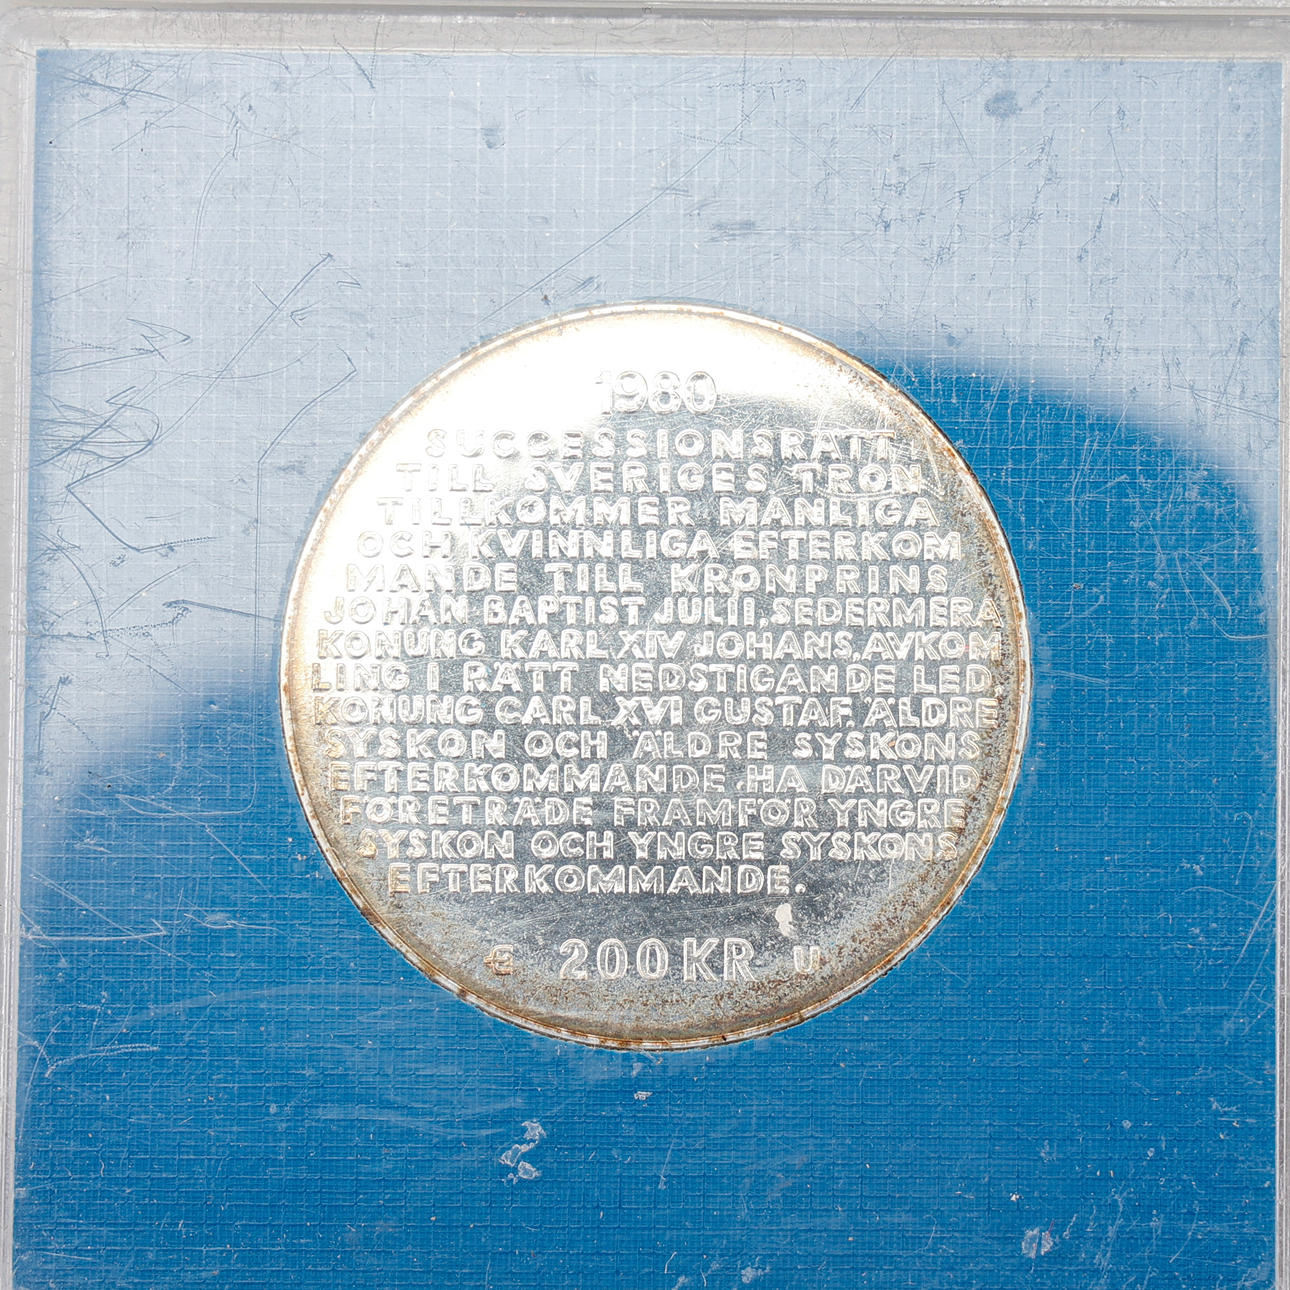 1980
SUCCESSIONSRÄTT
TILL SVERIGES TRON
TILLKOMMER MANLIGA
OCH KVINNLIGA EFTERKOM
MANDE TILL KRONPRINS
JOHAN BAPTIST JULII, SEDERMERA
KONUNG KARL XIV JOHANS, AVKOM
LING I RÄTT NEDSTIGANDE LED,
KONUNG CARL XVI GUSTAF. ÄLDRE
SYSKON OCH ÄLDRE SYSKONS
EFTERKOMMANDE HA DÄRVID
FÖRETRÄDE FRAMFÖR YNGRE
SYSKON OCH YNGRE SYSKONS
EFTERKOMMANDE.
200 KR U